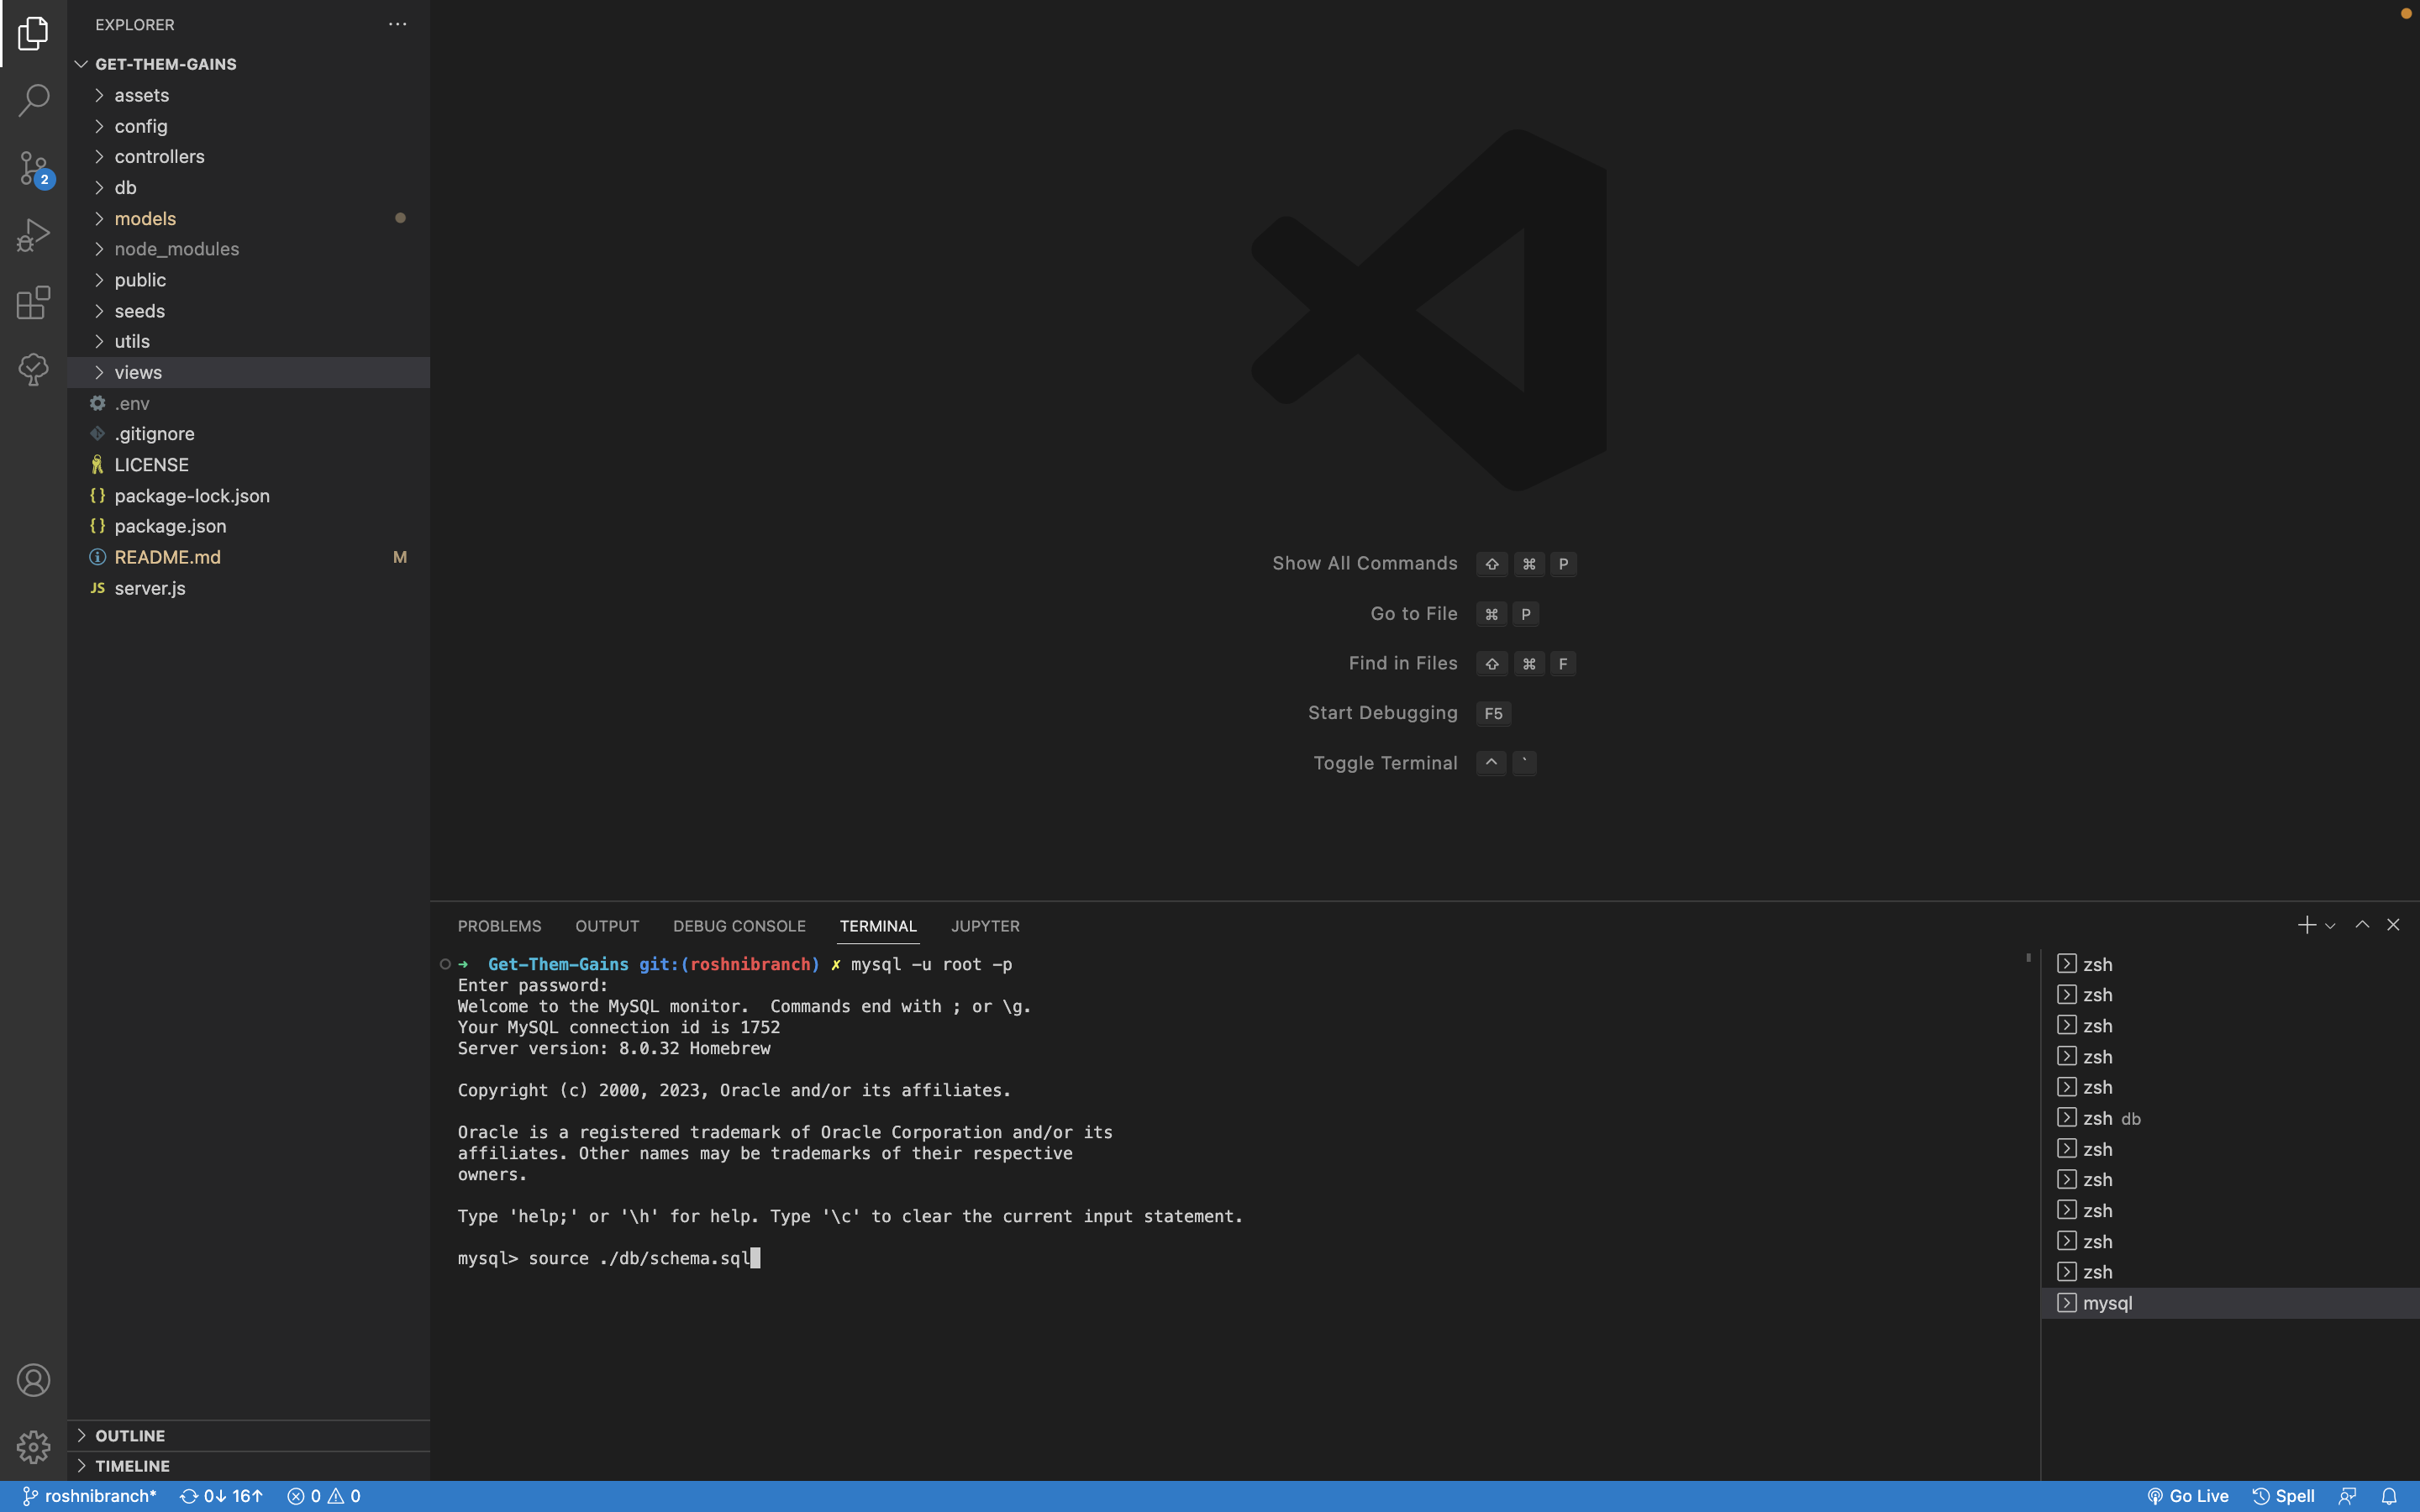 EXPLORER
GET-THEM-GAINS
assets
config
controllers
db
models
node_modules
public
seeds
utils
views
.env
.gitignore
LICENSE
{} package-lock.json
{} package.json
README.md M
JS server.js
OUTLINE
TIMELINE
2
Show All Commands ⇧ ⌘ P
Go to File ⌘ P
Find in Files ⇧ ⌘ F
Start Debugging F5
Toggle Terminal ^ `
PROBLEMS OUTPUT DEBUG CONSOLE TERMINAL JUPYTER
➜ Get-Them-Gains git:(roshnibranch) ✗ mysql -u root -p
Enter password:
Welcome to the MySQL monitor.  Commands end with ; or \g.
Your MySQL connection id is 1752
Server version: 8.0.32 Homebrew
Copyright (c) 2000, 2023, Oracle and/or its affiliates.
Oracle is a registered trademark of Oracle Corporation and/or its
affiliates. Other names may be trademarks of their respective
owners.
Type 'help;' or '\h' for help. Type '\c' to clear the current input statement.
mysql> source ./db/schema.sql
zsh
zsh
zsh
zsh
zsh
zsh db
zsh
zsh
zsh
zsh
zsh
mysql
roshnibranch* 0↓ 16↑ 0 0 Go Live Spell